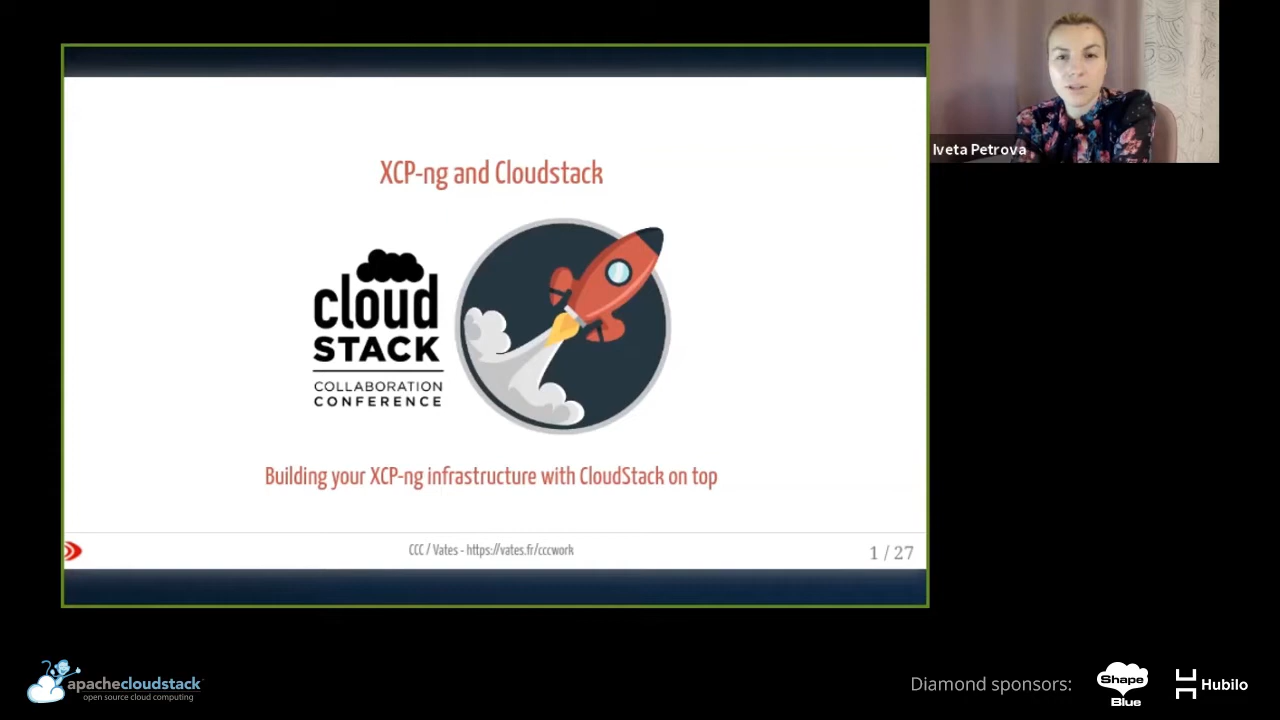 Iveta Petrova
XCP-ng and Cloudstack
cloud
STACK
COLLABORATION
CONFERENCE
Building your XCP-ng infrastructure with CloudStack on top
CCC / Vates - https://vates.fr/cccwork
1 / 27
apachecloudstack
open source cloud computing
Diamond sponsors:
Shape
Blue
Hubilo